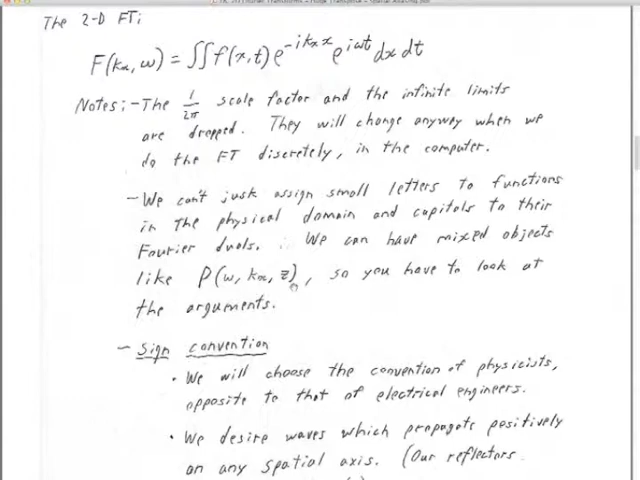 The 2-D FT:
F(kx, ω) = ∫∫ f(x,t) e^-ikxx e^iωt dx dt
Notes: - The 1/2π scale factor and the infinite limits
are dropped. They will change anyway when we
do the FT discretely, in the computer.
- We can't just assign small letters to functions
in the physical domain and capitals to their
Fourier duals. We can have mixed objects
like P(ω, kx, z), so you have to look at
the arguments.
- Sign convention
• We will choose the convention of physicists,
opposite to that of electrical engineers.
• We desire waves which propagate positively
on any spatial axis. (Our reflectors